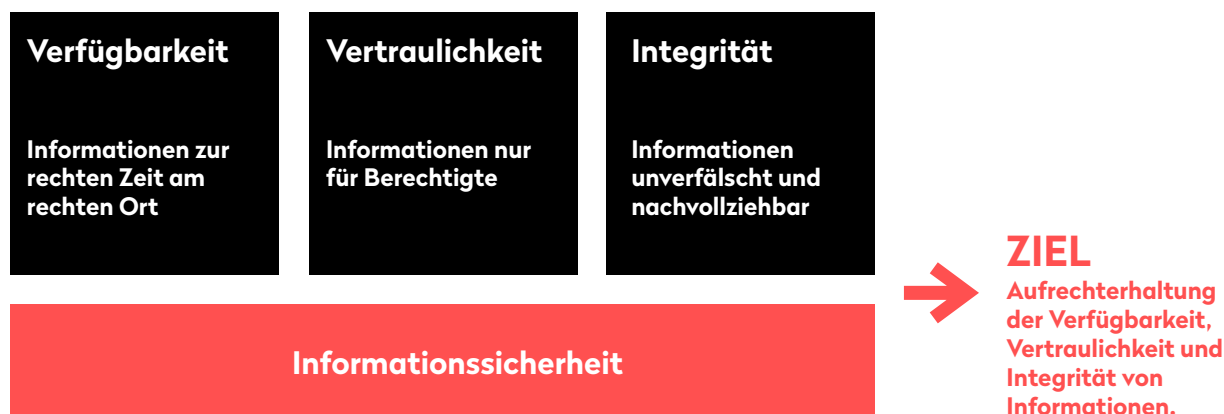 Verfügbarkeit
Informationen zur
rechten Zeit am
rechten Ort
Vertraulichkeit
Informationen nur
für Berechtigte
Integrität
Informationen
unverfälscht und
nachvollziehbar
Informationssicherheit
ZIEL
Aufrechterhaltung
der Verfügbarkeit,
Vertraulichkeit und
Integrität von
Informationen.